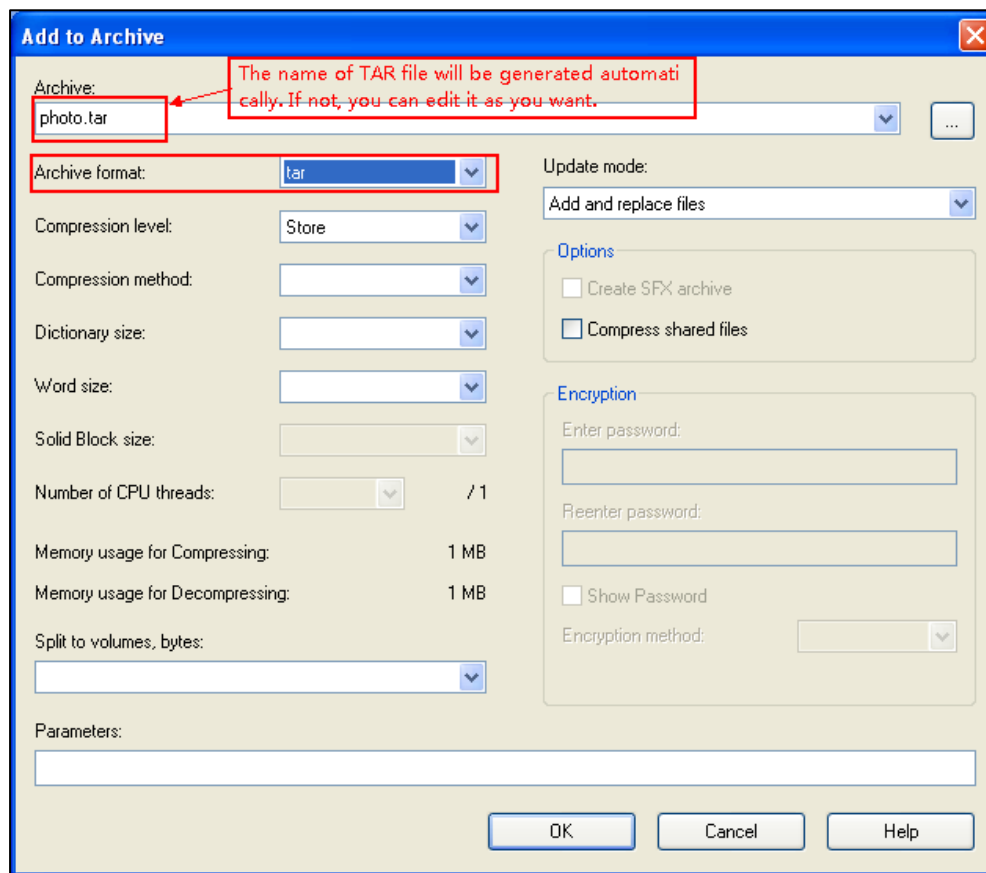 Add to Archive
The name of TAR file will be generated automati
cally. If not, you can edit it as you want.
Archive:
photo.tar
...
Archive format:
tar
Update mode:
Add and replace files
Compression level:
Store
Options
Compression method:
Create SFX archive
Dictionary size:
Compress shared files
Word size:
Encryption
Enter password:
Solid Block size:
Number of CPU threads:
/ 1
Reenter password:
Memory usage for Compressing:
1 MB
Memory usage for Decompressing:
1 MB
Show Password
Split to volumes, bytes:
Encryption method:
Parameters:
OK
Cancel
Help